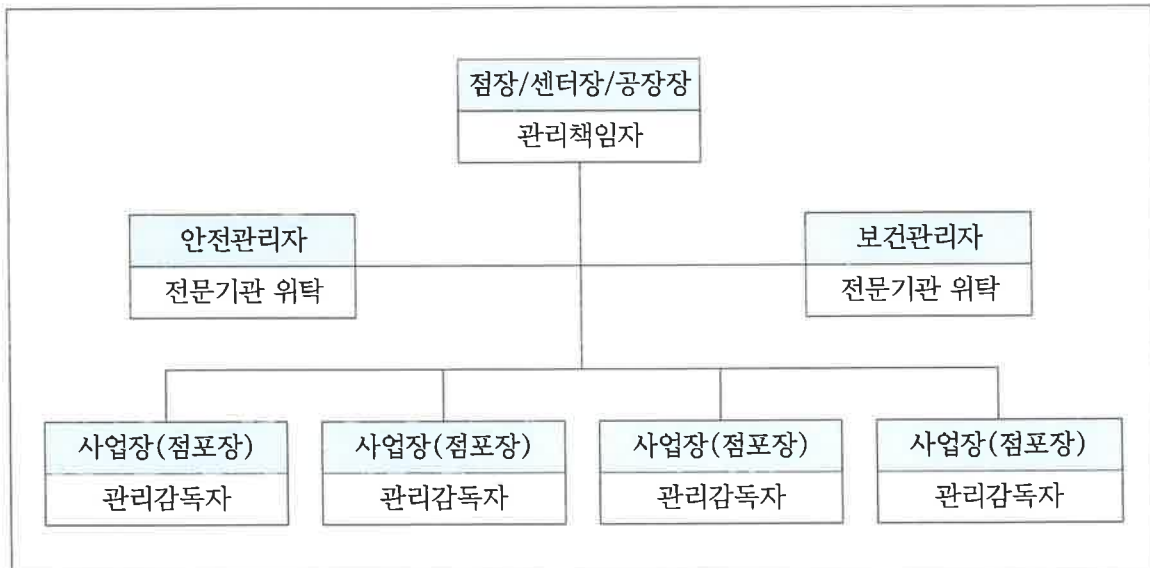 점장/센터장/공장장
관리책임자
안전관리자
전문기관 위탁
보건관리자
전문기관 위탁
사업장(점포장)
관리감독자
사업장(점포장)
관리감독자
사업장(점포장)
관리감독자
사업장(점포장)
관리감독자